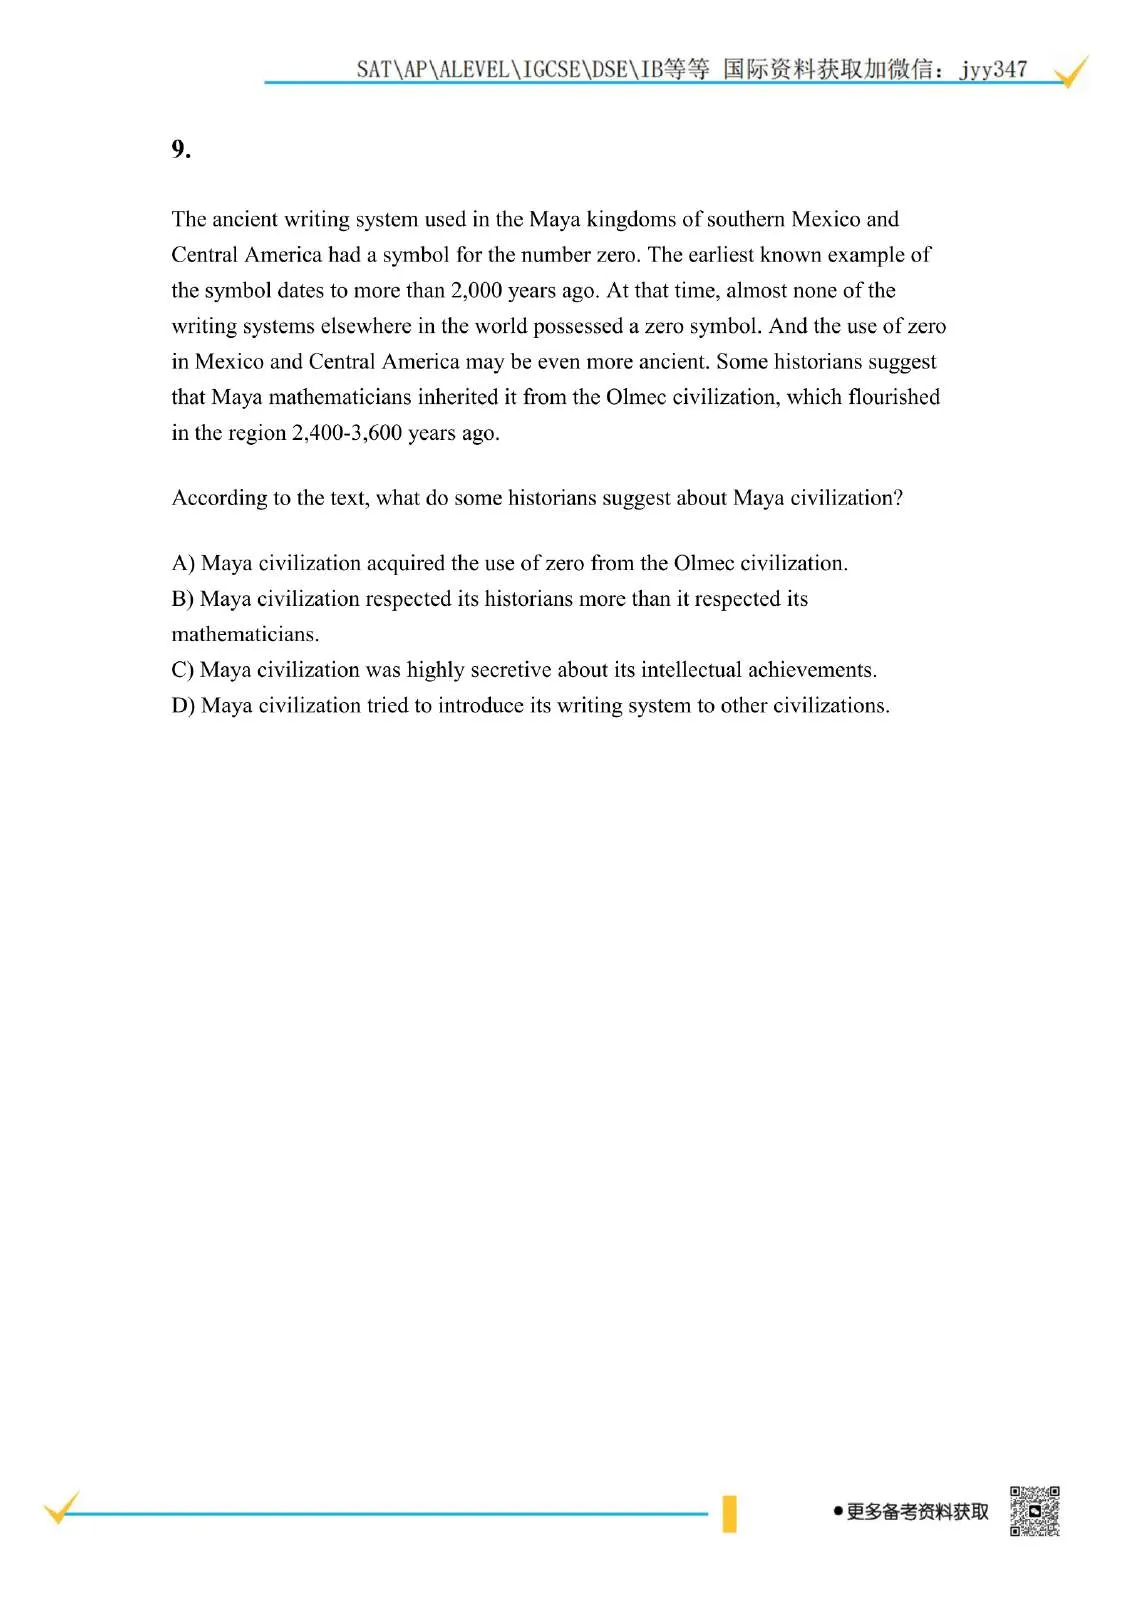 SAT\AP\ALEVEL\IGCSE\DSE\IB等等 国际资料获取加微信：jyy347
9.
The ancient writing system used in the Maya kingdoms of southern Mexico and
Central America had a symbol for the number zero. The earliest known example of
the symbol dates to more than 2,000 years ago. At that time, almost none of the
writing systems elsewhere in the world possessed a zero symbol. And the use of zero
in Mexico and Central America may be even more ancient. Some historians suggest
that Maya mathematicians inherited it from the Olmec civilization, which flourished
in the region 2,400-3,600 years ago.
According to the text, what do some historians suggest about Maya civilization?
A) Maya civilization acquired the use of zero from the Olmec civilization.
B) Maya civilization respected its historians more than it respected its
mathematicians.
C) Maya civilization was highly secretive about its intellectual achievements.
D) Maya civilization tried to introduce its writing system to other civilizations.
●更多备考资料获取